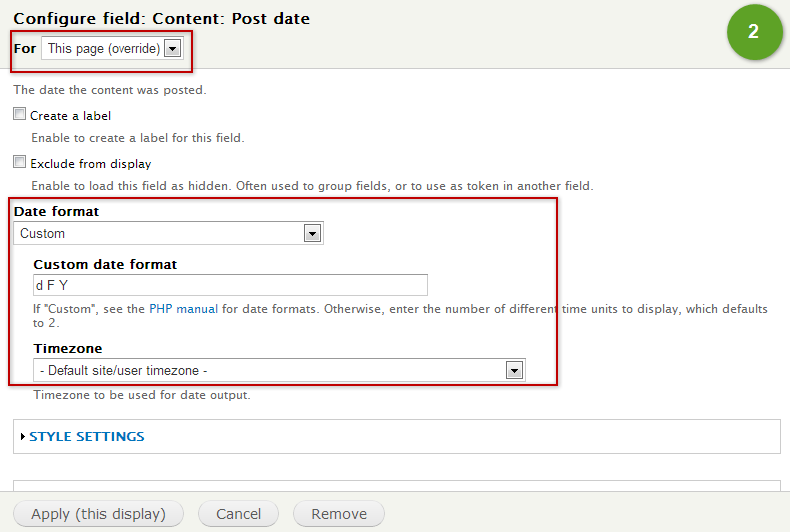 Configure field: Content: Post date
2
For This page (override)
The date the content was posted.
Create a label
Enable to create a label for this field.
Exclude from display
Enable to load this field as hidden. Often used to group fields, or to use as token in another field.
Date format
Custom
Custom date format
d F Y
If "Custom", see the PHP manual for date formats. Otherwise, enter the number of different time units to display, which defaults
to 2.
Timezone
- Default site/user timezone -
Timezone to be used for date output.
STYLE SETTINGS
Apply (this display) Cancel Remove